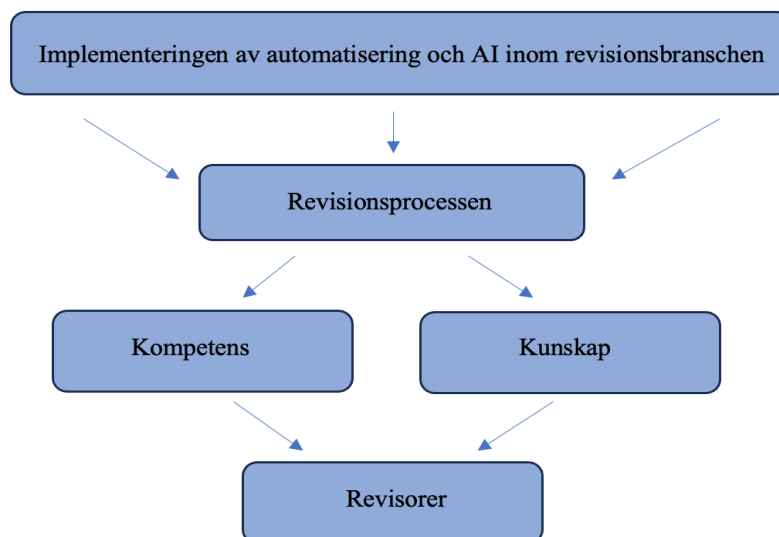 Implementeringen av automatisering och AI inom revisionsbranschen
Revisionsprocessen
Kompetens
Kunskap
Revisorer